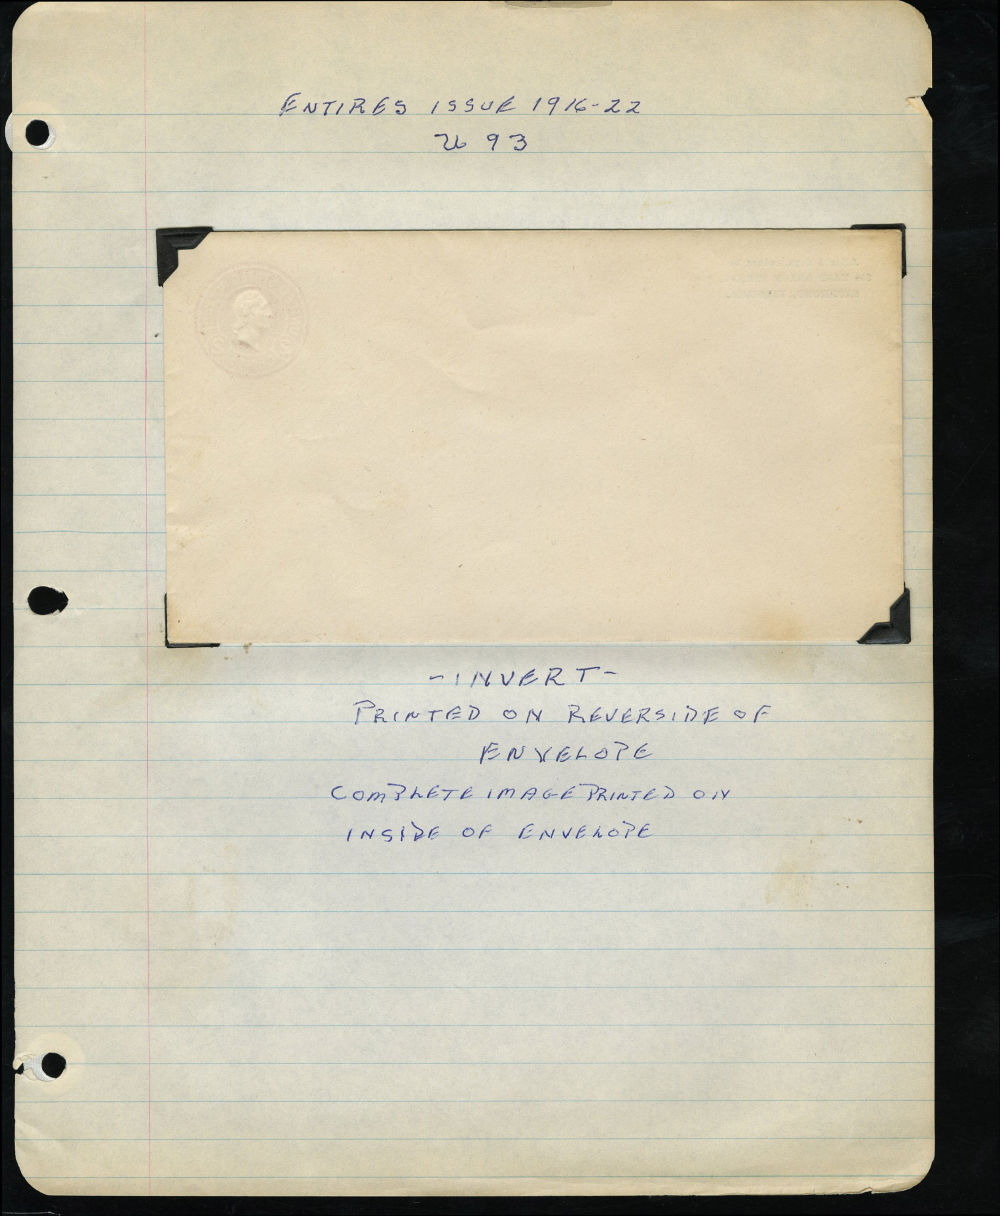 ENTIRES ISSUE 1916-22
U 93
-INVERT-
PRINTED ON REVERSIDE OF
ENVELOPE
COMPLETE IMAGE PRINTED ON
INSIDE OF ENVELOPE